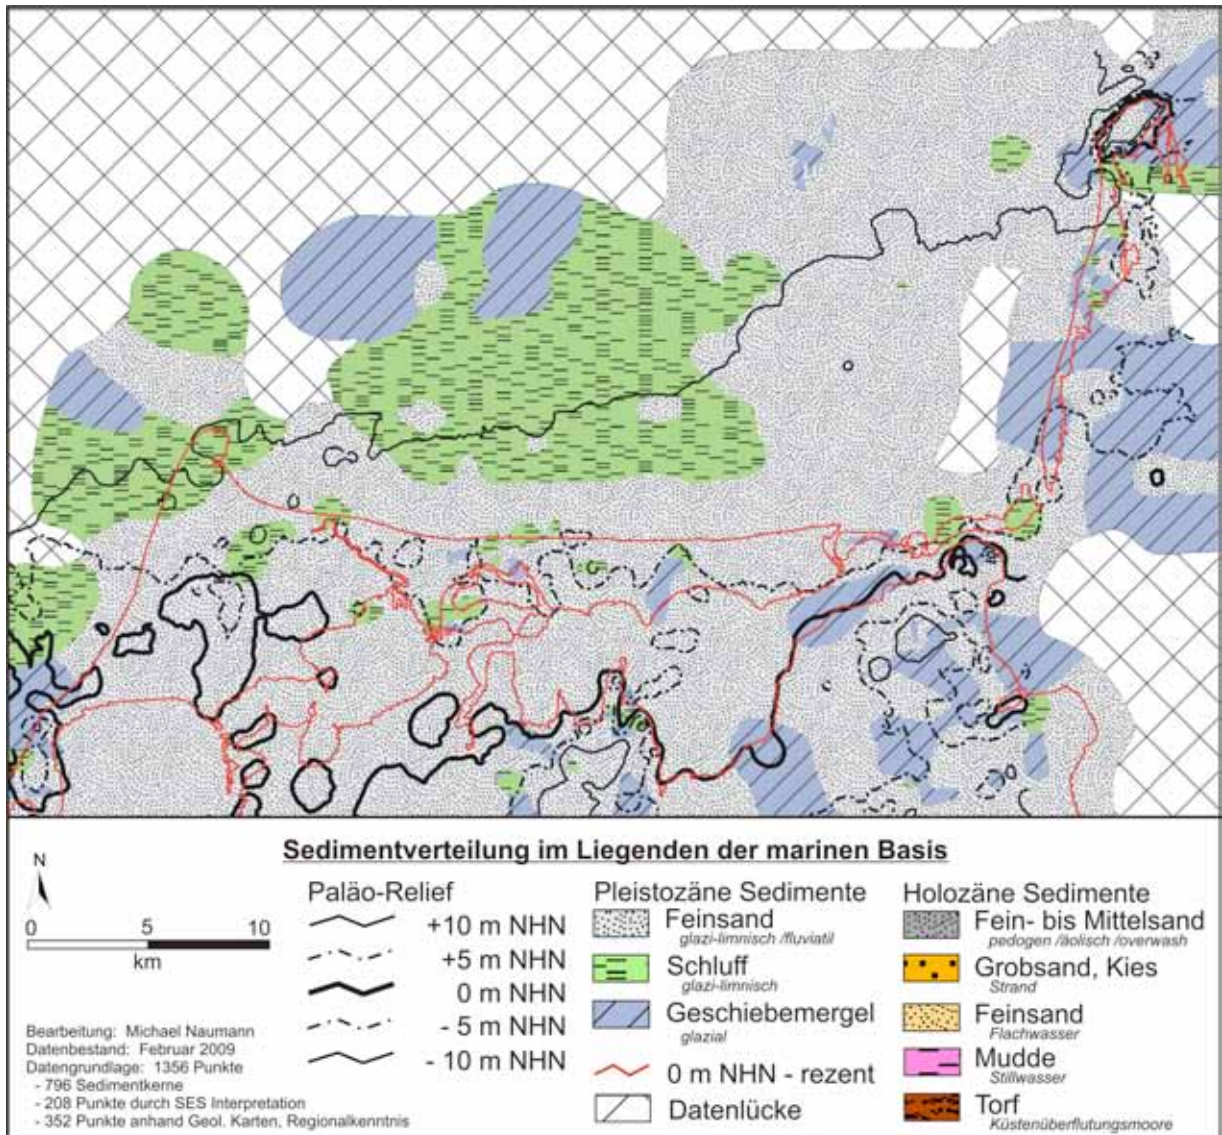 Sedimentverteilung im Liegenden der marinen Basis
N
0 5 10
km
Bearbeitung: Michael Naumann
Datenbestand: Februar 2009
Datengrundlage: 1356 Punkte
- 796 Sedimentkerne
- 208 Punkte durch SES Interpretation
- 352 Punkte anhand Geol. Karten, Regionalkenntnis
Paläo-Relief
+10 m NHN
+5 m NHN
0 m NHN
- 5 m NHN
- 10 m NHN
Pleistozäne Sedimente
Feinsand
glazi-limnisch /fluviatil
Schluff
glazi-limnisch
Geschiebemergel
glazial
0 m NHN - rezent
Datenlücke
Holozäne Sedimente
Fein- bis Mittelsand
pedogen /äolisch /overwash
Grobsand, Kies
Strand
Feinsand
Flachwasser
Mudde
Stillwasser
Torf
Küstenüberflutungsmoore